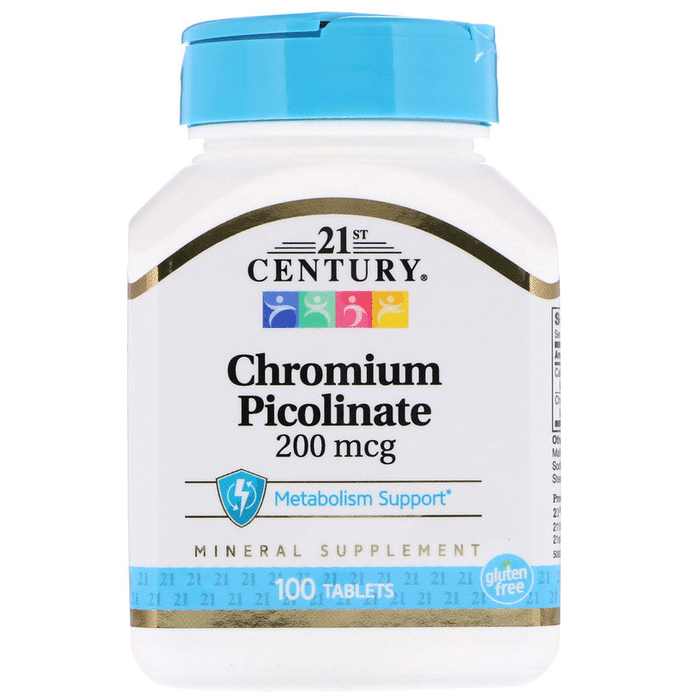 21ST
CENTURY®
Chromium
Picolinate
200 mcg
Metabolism Support*
MINERAL SUPPLEMENT
100 TABLETS
gluten
free